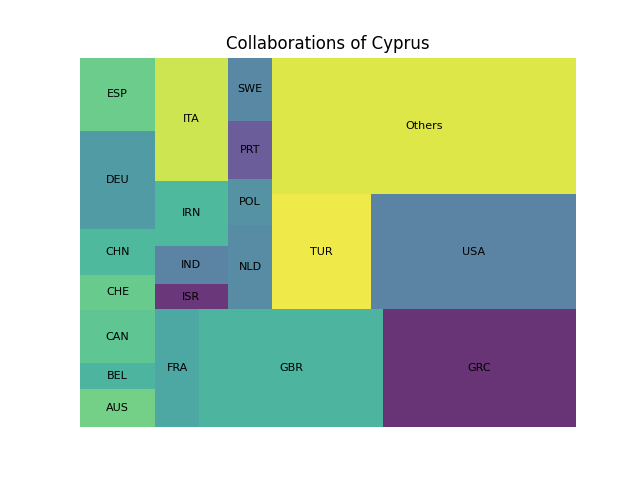 Collaborations of Cyprus
ESP
ITA
SWE
Others
PRT
DEU
POL
IRN
CHN
IND
NLD
TUR
USA
CHE
ISR
CAN
FRA
GBR
GRC
BEL
AUS